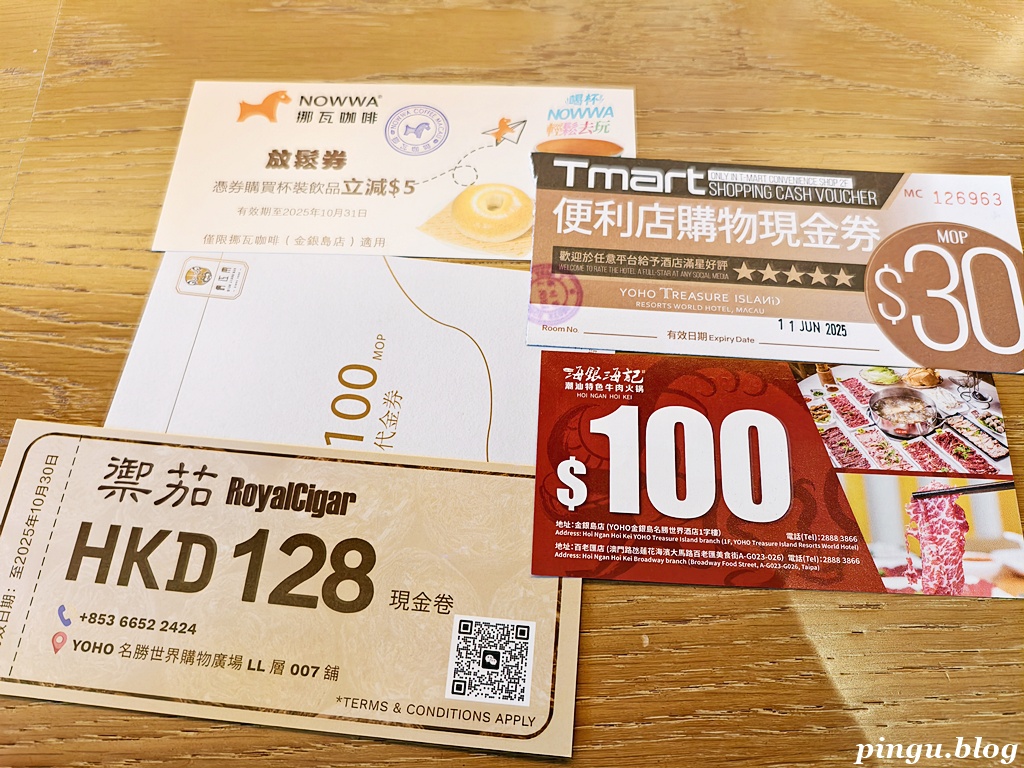 NOWWA®
挪瓦咖啡
NOWWA COFFEE MACAU
挪瓦咖啡
喝杯
NOWWA
輕鬆去玩
放鬆券
憑券購買杯裝飲品立減$5
有效期至2025年10月31日
僅限挪瓦咖啡（金銀島店）適用
Tmart
ONLY IN T-MART CONVENIENCE SHOP 2F
SHOPPING CASH VOUCHER
MC 126963
便利店購物現金券
MOP
$30
歡迎於任意平台給予酒店滿星好評
WELCOME TO RATE THE HOTEL A FULL-STAR AT ANY SOCIAL MEDIA
YOHO TREASURE ISLAND
RESORTS WORLD HOTEL, MACAU
Room No
有效日期 Expiry Date
11 JUN 2025
100 MOP
代金券
海銀海記
潮汕特色牛肉火锅
HOI NGAN HOI KEI
$100
地址：金銀島店 (YOHO金銀島名勝世界酒店1字樓) 電話(Tel)：2888 3866
Address: Hoi Ngan Hoi Kei YOHO Treasure Island branch (1F, YOHO Treasure Island Resorts World Hotel)
地址：百老匯店 (澳門路氹蓮花海濱大馬路百老匯美食街A-G023-026) 電話(Tel)：2888 3866
Address: Hoi Ngan Hoi Kei Broadway branch (Broadway Food Street, A-G023-G026, Taipa)
效日期：至2025年10月30日
御茄 RoyalCigar
HKD 128 現金卷
+853 6652 2424
YOHO 名勝世界購物廣場 LL 層 007 舖
*TERMS & CONDITIONS APPLY
pingu.blog